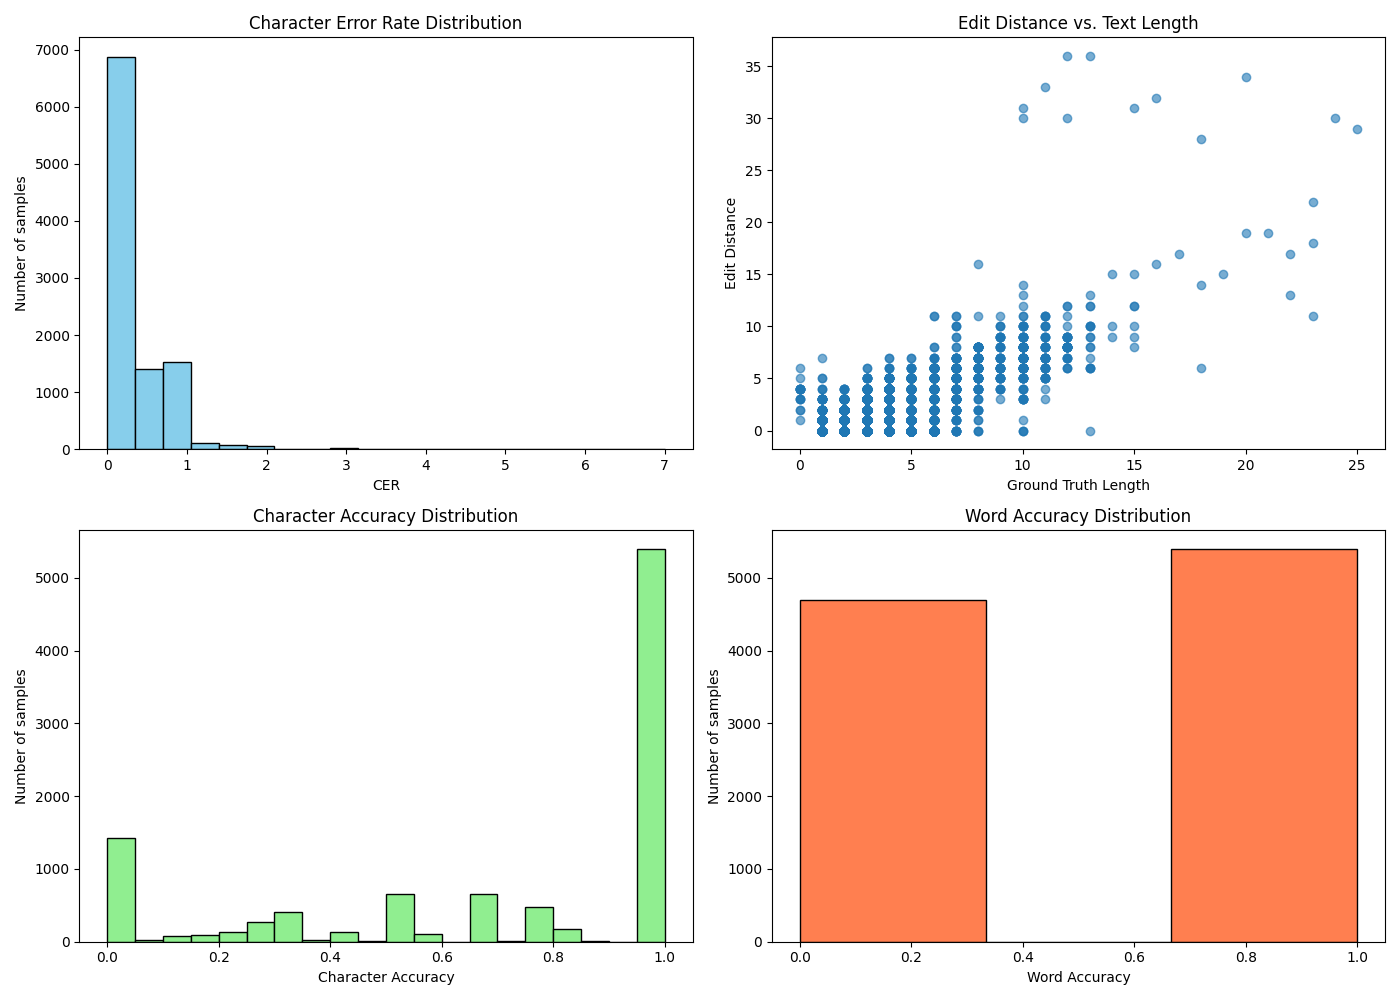 Character Error Rate Distribution
7000
6000
5000
4000
3000
2000
1000
0
Number of samples
0 1 2 3 4 5 6 7
CER
Edit Distance vs. Text Length
35
30
25
20
15
10
5
0
Edit Distance
0 5 10 15 20 25
Ground Truth Length
Character Accuracy Distribution
5000
4000
3000
2000
1000
0
Number of samples
0.0 0.2 0.4 0.6 0.8 1.0
Character Accuracy
Word Accuracy Distribution
5000
4000
3000
2000
1000
0
Number of samples
0.0 0.2 0.4 0.6 0.8 1.0
Word Accuracy